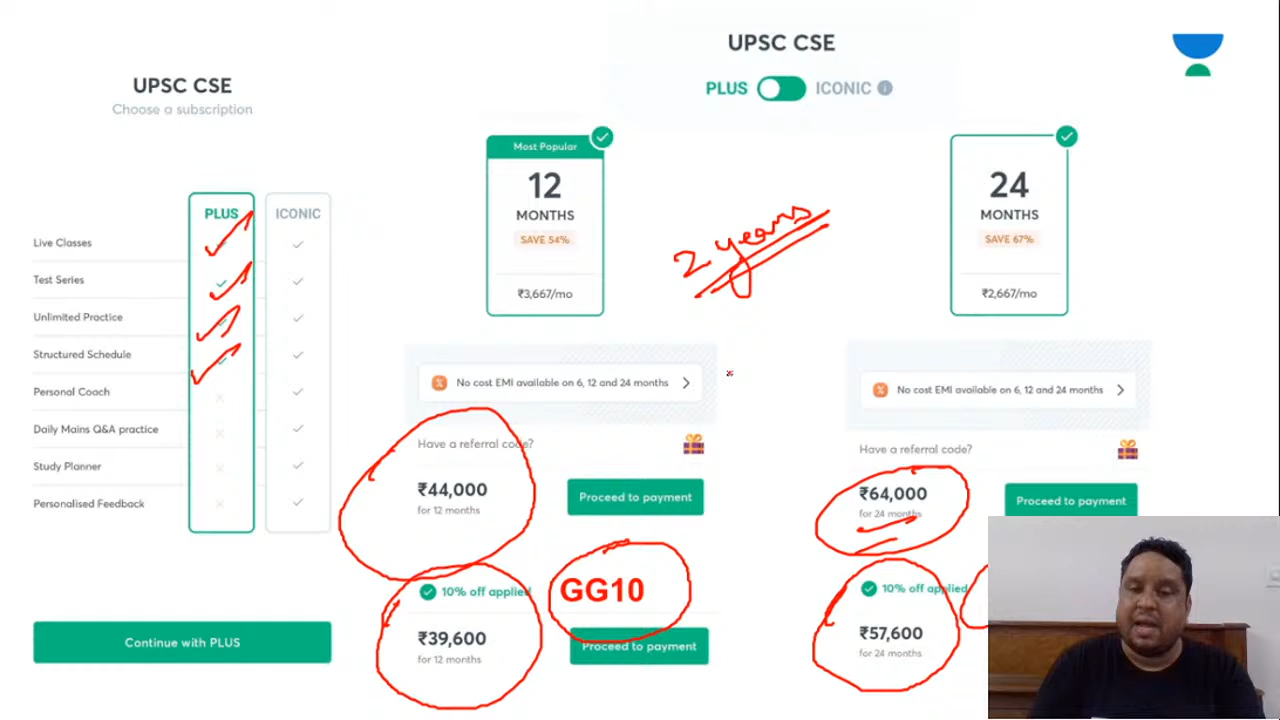 UPSC CSE
Choose a subscription
PLUS ICONIC
Live Classes
Test Series
Unlimited Practice
Structured Schedule
Personal Coach
Daily Mains Q&A practice
Study Planner
Personalised Feedback
Continue with PLUS
UPSC CSE
PLUS ICONIC
Most Popular
12
MONTHS
SAVE 54%
₹3,667/mo
2 years
24
MONTHS
SAVE 67%
₹2,667/mo
No cost EMI available on 6, 12 and 24 months
Have a referral code?
₹44,000
for 12 months
Proceed to payment
10% off applied
GG10
₹39,600
for 12 months
Proceed to payment
No cost EMI available on 6, 12 and 24 months
Have a referral code?
₹64,000
for 24 months
Proceed to payment
10% off applied
₹57,600
for 24 months